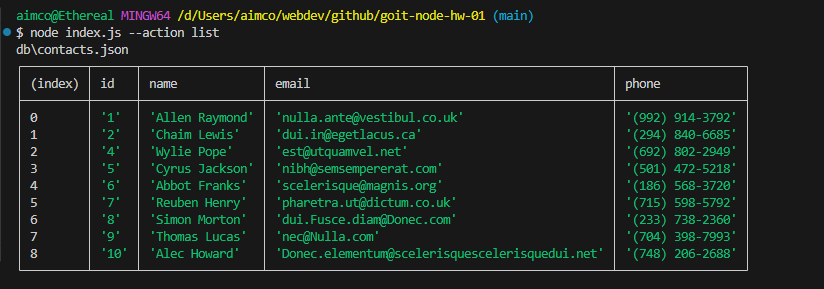 aimco@Ethereal MINGW64 /d/Users/aimco/webdev/github/goit-node-hw-01 (main)
$ node index.js --action list
db\contacts.json
(index) id name email phone
0 '1' 'Allen Raymond' 'nulla.ante@vestibul.co.uk' '(992) 914-3792'
1 '2' 'Chaim Lewis' 'dui.in@egetlacus.ca' '(294) 840-6685'
2 '4' 'Wylie Pope' 'est@utquamvel.net' '(692) 802-2949'
3 '5' 'Cyrus Jackson' 'nibh@semsempererat.com' '(501) 472-5218'
4 '6' 'Abbot Franks' 'scelerisque@magnis.org' '(186) 568-3720'
5 '7' 'Reuben Henry' 'pharetra.ut@dictum.co.uk' '(715) 598-5792'
6 '8' 'Simon Morton' 'dui.Fusce.diam@Donec.com' '(233) 738-2360'
7 '9' 'Thomas Lucas' 'nec@Nulla.com' '(704) 398-7993'
8 '10' 'Alec Howard' 'Donec.elementum@scelerisquescelerisquedui.net' '(748) 206-2688'